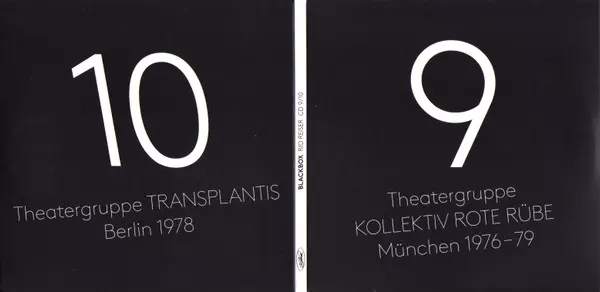 10
Theatergruppe TRANSPLANTIS
Berlin 1978
BLACKBOX RIO REISER CD 9/10
9
Theatergruppe
KOLLEKTIV ROTE RÜBE
München 1976–79